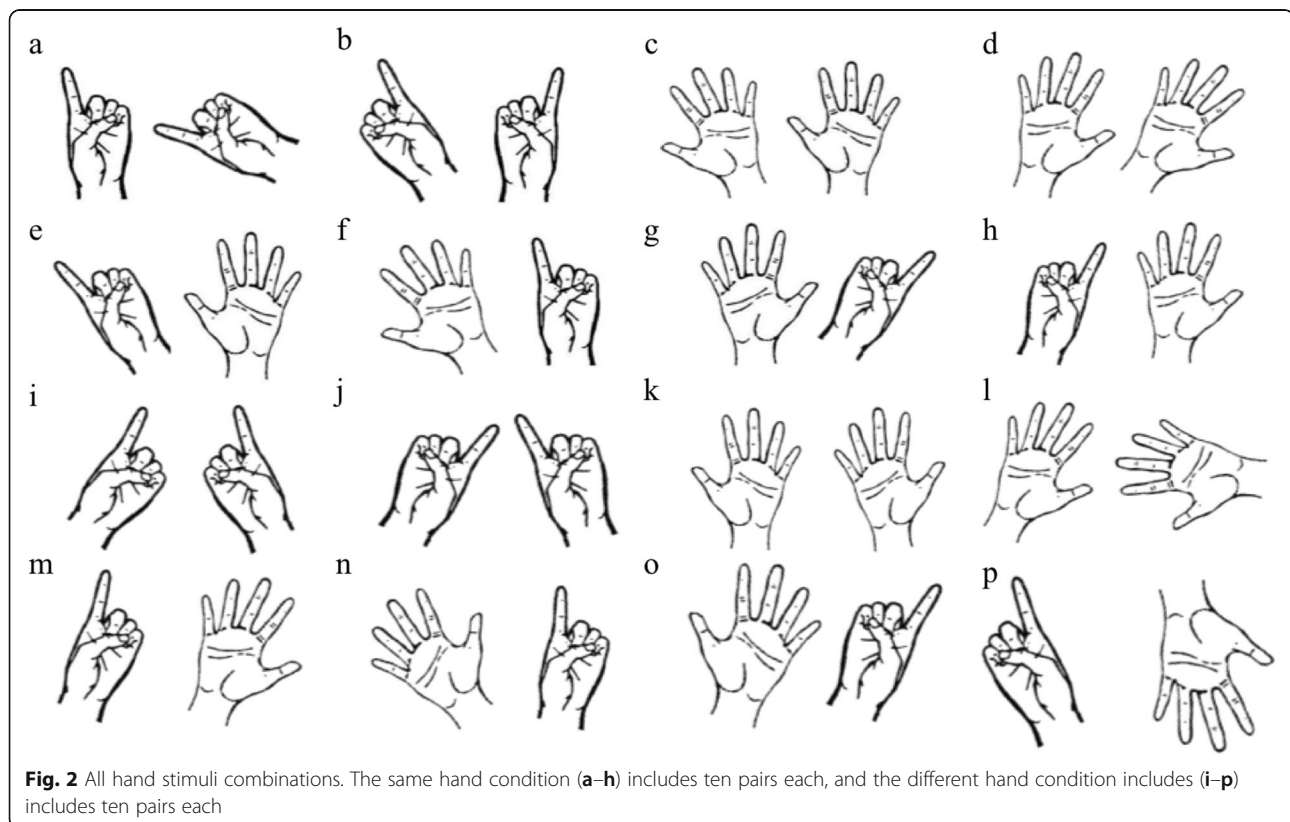 a b c d
e f g h
i j k l
m n o p
Fig. 2 All hand stimuli combinations. The same hand condition (a–h) includes ten pairs each, and the different hand condition includes (i–p)
includes ten pairs each